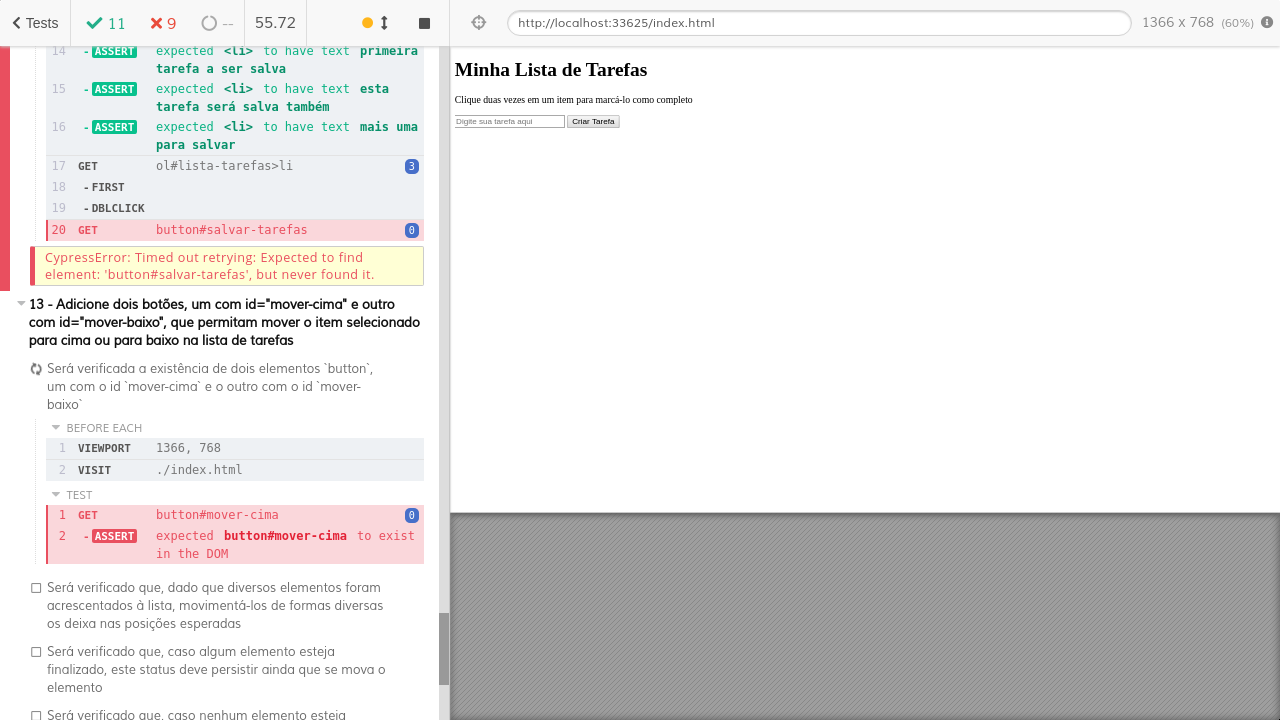 Tests 11 9 -- 55.72 http://localhost:33625/index.html 1366 x 768 (60%)
14 - ASSERT expected <li> to have text primeira
tarefa a ser salva
15 - ASSERT expected <li> to have text esta
tarefa será salva também
16 - ASSERT expected <li> to have text mais uma
para salvar
17 GET ol#lista-tarefas>li 3
18 - FIRST
19 - DBLCLICK
20 GET button#salvar-tarefas 0
CypressError: Timed out retrying: Expected to find
element: 'button#salvar-tarefas', but never found it.
13 - Adicione dois botões, um com id="mover-cima" e outro
com id="mover-baixo", que permitam mover o item selecionado
para cima ou para baixo na lista de tarefas
Será verificada a existência de dois elementos `button`,
um com o id `mover-cima` e o outro com o id `mover-
baixo`
BEFORE EACH
1 VIEWPORT 1366, 768
2 VISIT ./index.html
TEST
1 GET button#mover-cima 0
2 - ASSERT expected button#mover-cima to exist
in the DOM
Será verificado que, dado que diversos elementos foram
acrescentados à lista, movimentá-los de formas diversas
os deixa nas posições esperadas
Será verificado que, caso algum elemento esteja
finalizado, este status deve persistir ainda que se mova o
elemento
Será verificado que, caso nenhum elemento esteja
Minha Lista de Tarefas
Clique duas vezes em um item para marcá-lo como completo
Digite sua tarefa aqui Criar Tarefa